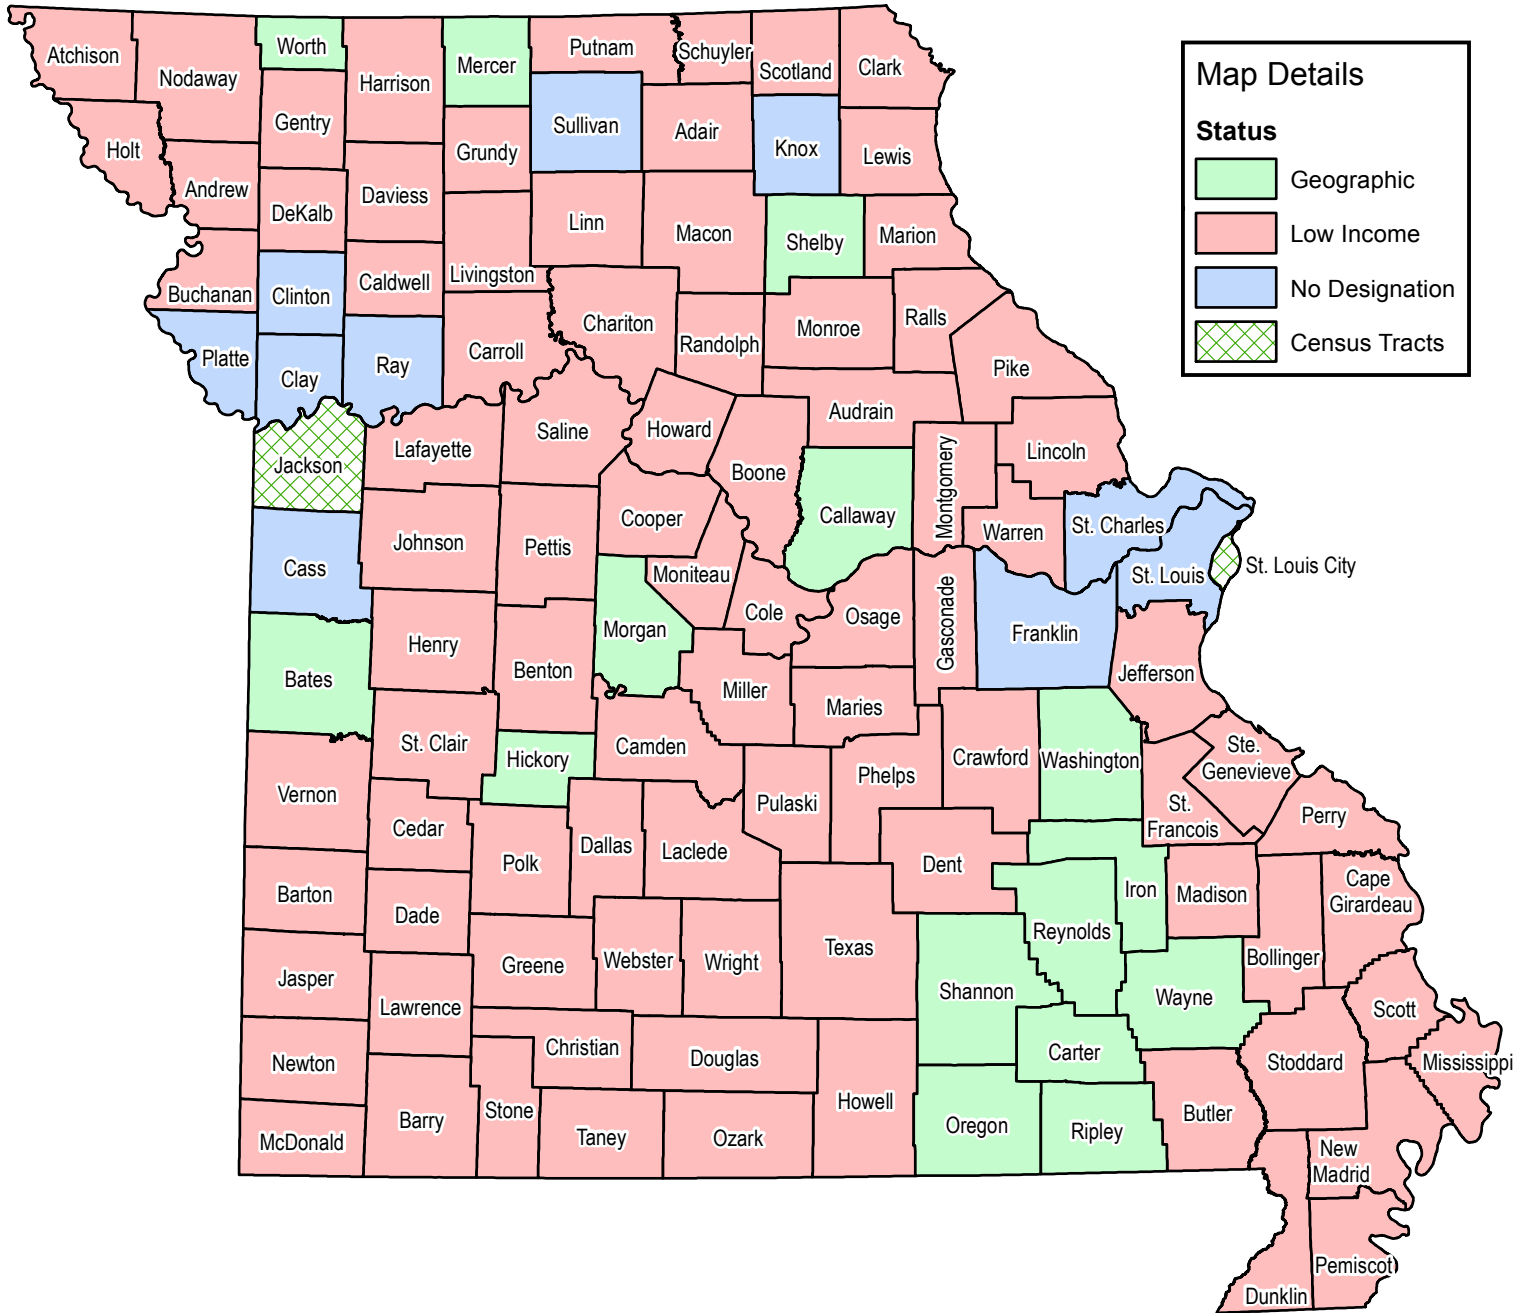 Map Details
Status
Geographic
Low Income
No Designation
Census Tracts
Atchison
Nodaway
Worth
Harrison
Mercer
Putnam
Schuyler
Scotland
Clark
Holt
Gentry
Grundy
Sullivan
Adair
Knox
Lewis
Andrew
DeKalb
Daviess
Linn
Macon
Shelby
Marion
Buchanan
Clinton
Caldwell
Livingston
Chariton
Randolph
Monroe
Ralls
Pike
Platte
Clay
Ray
Carroll
Audrain
Jackson
Lafayette
Saline
Howard
Boone
Callaway
Montgomery
Lincoln
Warren
St. Charles
St. Louis
St. Louis City
Cass
Johnson
Pettis
Cooper
Moniteau
Cole
Osage
Gasconade
Franklin
Jefferson
Bates
Henry
Benton
Morgan
Miller
Maries
St. Clair
Hickory
Camden
Pulaski
Phelps
Crawford
Washington
Ste.
Genevieve
St.
Francois
Perry
Vernon
Cedar
Polk
Dallas
Laclede
Dent
Iron
Madison
Cape
Girardeau
Barton
Dade
Greene
Webster
Wright
Texas
Reynolds
Bollinger
Jasper
Lawrence
Shannon
Wayne
Scott
Newton
Christian
Douglas
Carter
Stoddard
Mississippi
McDonald
Barry
Stone
Taney
Ozark
Howell
Oregon
Ripley
Butler
New
Madrid
Pemiscot
Dunklin